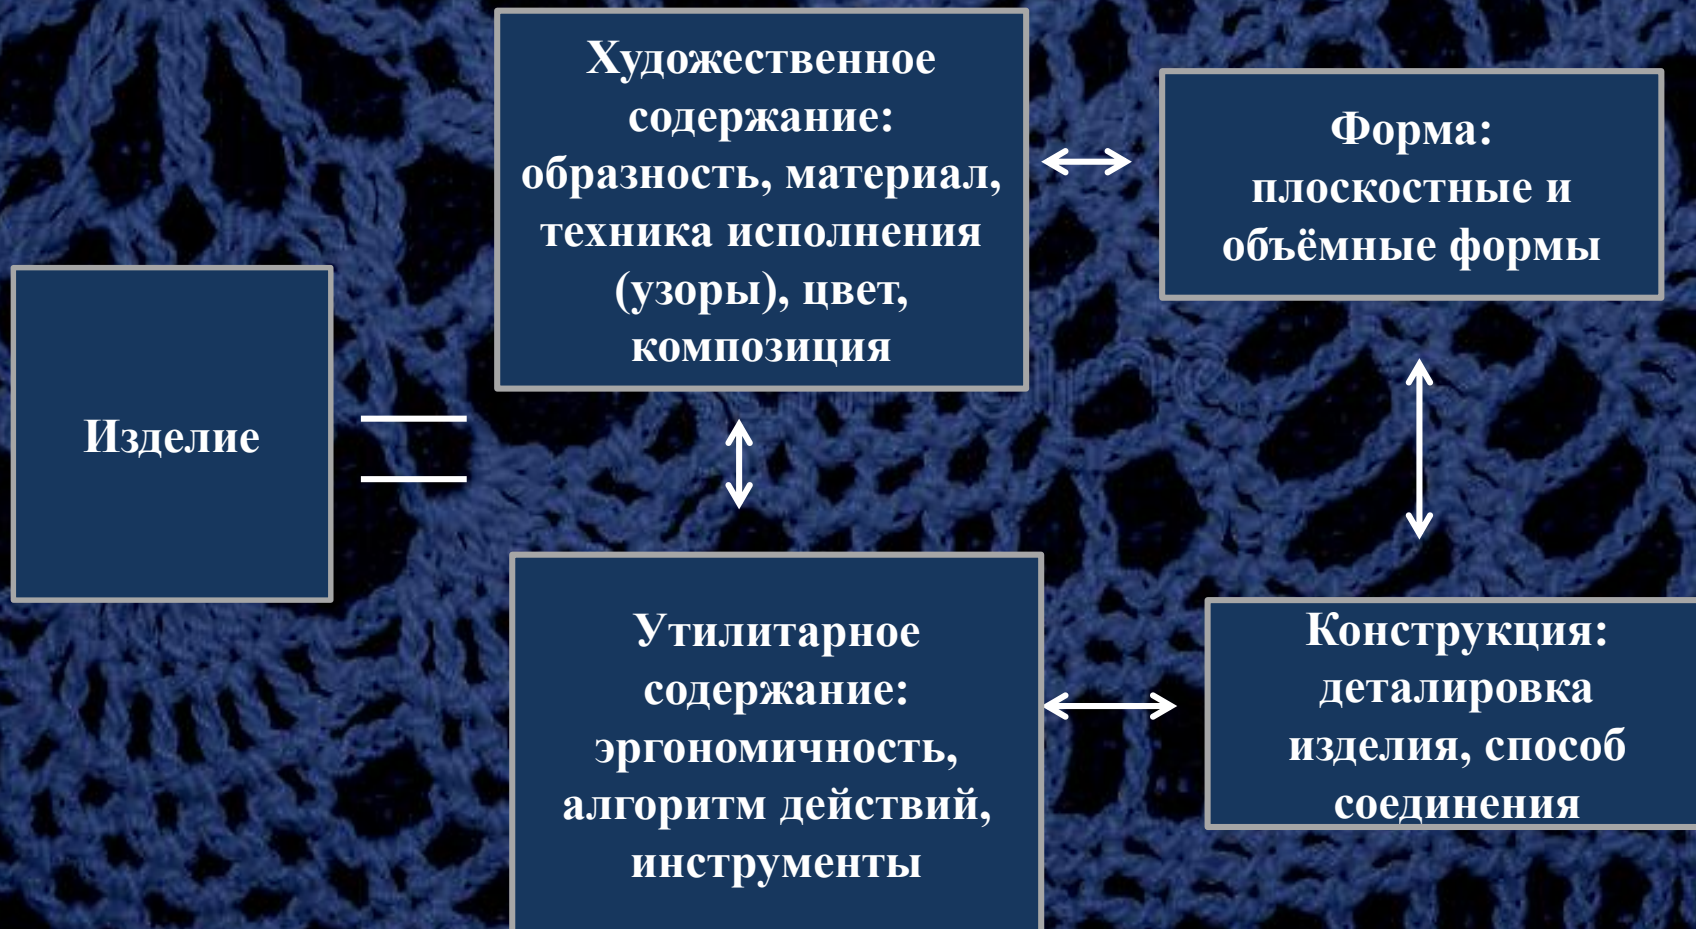 Изделие
Художественное
содержание:
образность, материал,
техника исполнения
(узоры), цвет,
композиция
Форма:
плоскостные и
объёмные формы
Утилитарное
содержание:
эргономичность,
алгоритм действий,
инструменты
Конструкция:
деталировка
изделия, способ
соединения